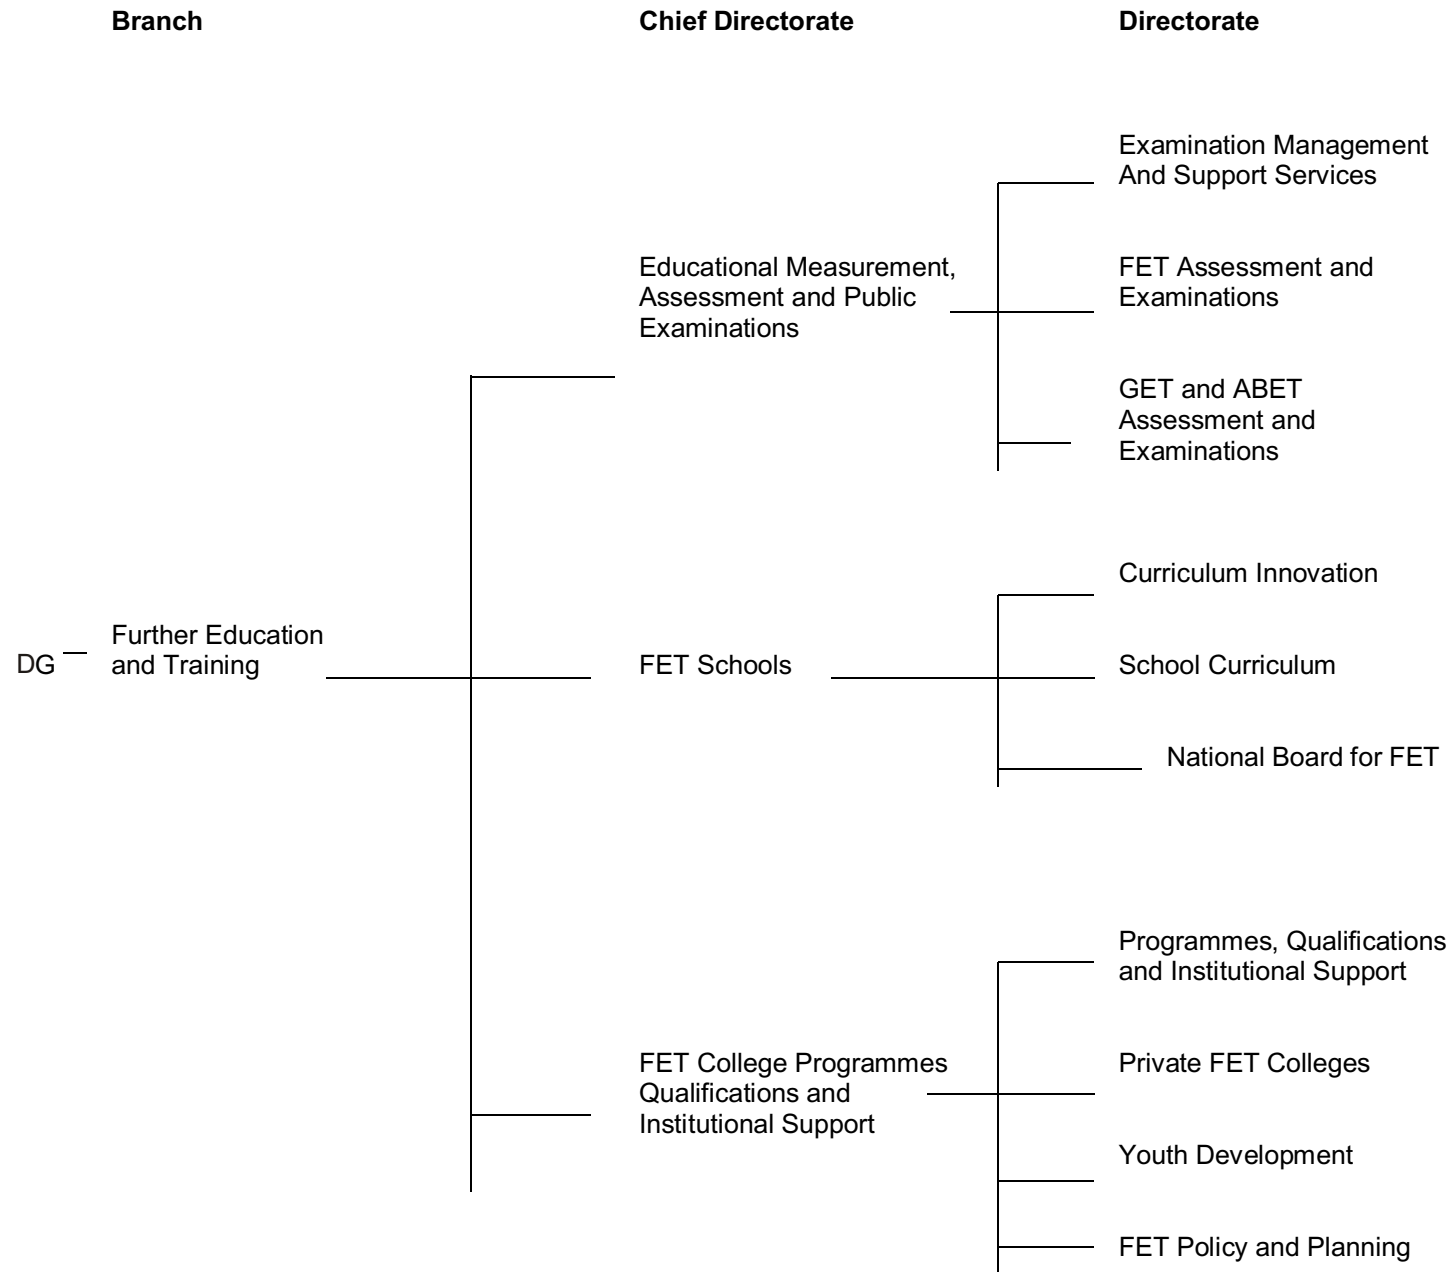 Branch
Chief Directorate
Directorate
Examination Management
And Support Services
Educational Measurement,
Assessment and Public
Examinations
FET Assessment and
Examinations
GET and ABET
Assessment and
Examinations
Curriculum Innovation
DG
Further Education
and Training
FET Schools
School Curriculum
National Board for FET
Programmes, Qualifications
and Institutional Support
FET College Programmes
Qualifications and
Institutional Support
Private FET Colleges
Youth Development
FET Policy and Planning